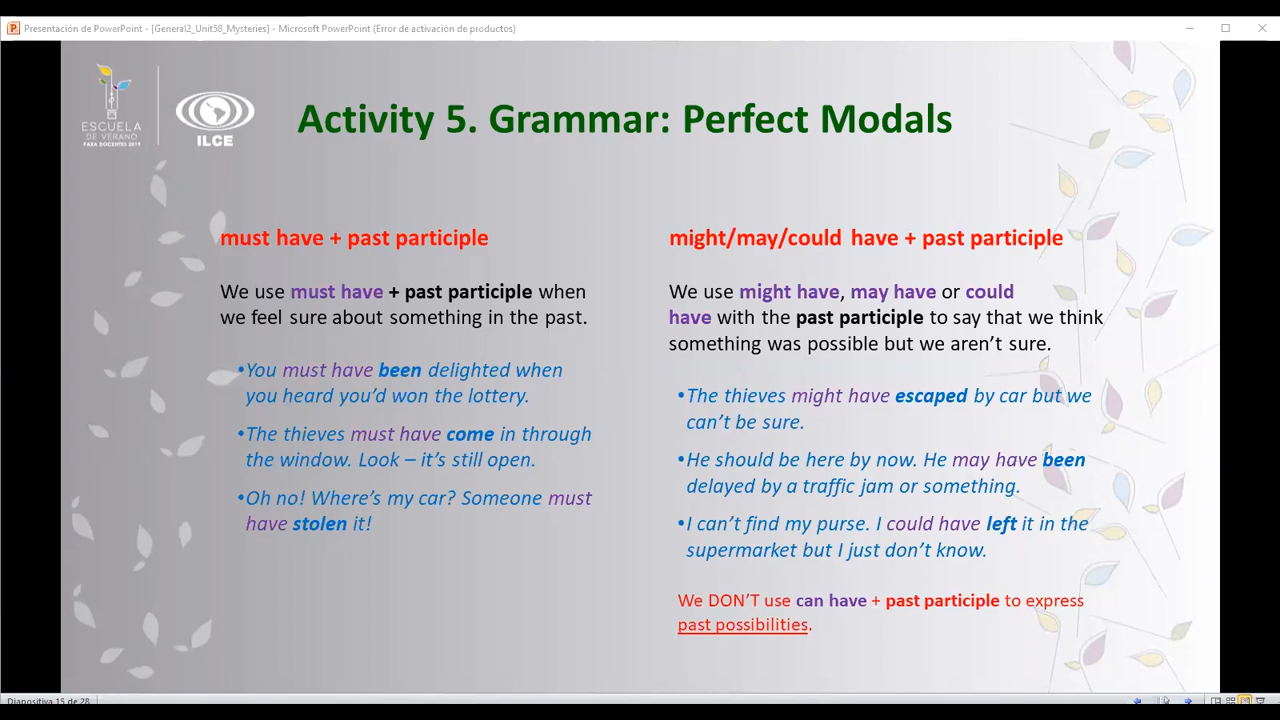 Presentación de PowerPoint - [General2_Unit58_Mysteries] - Microsoft PowerPoint (Error de activación de productos)
ESCUELA
DE VERANO
PARA DOCENTES 2019
ILCE
Activity 5. Grammar: Perfect Modals
must have + past participle
We use must have + past participle when
we feel sure about something in the past.
•You must have been delighted when
you heard you’d won the lottery.
•The thieves must have come in through
the window. Look – it’s still open.
•Oh no! Where’s my car? Someone must
have stolen it!
might/may/could have + past participle
We use might have, may have or could
have with the past participle to say that we think
something was possible but we aren’t sure.
•The thieves might have escaped by car but we
can’t be sure.
•He should be here by now. He may have been
delayed by a traffic jam or something.
•I can’t find my purse. I could have left it in the
supermarket but I just don’t know.
We DON’T use can have + past participle to express
past possibilities.
Diapositiva 15 de 28